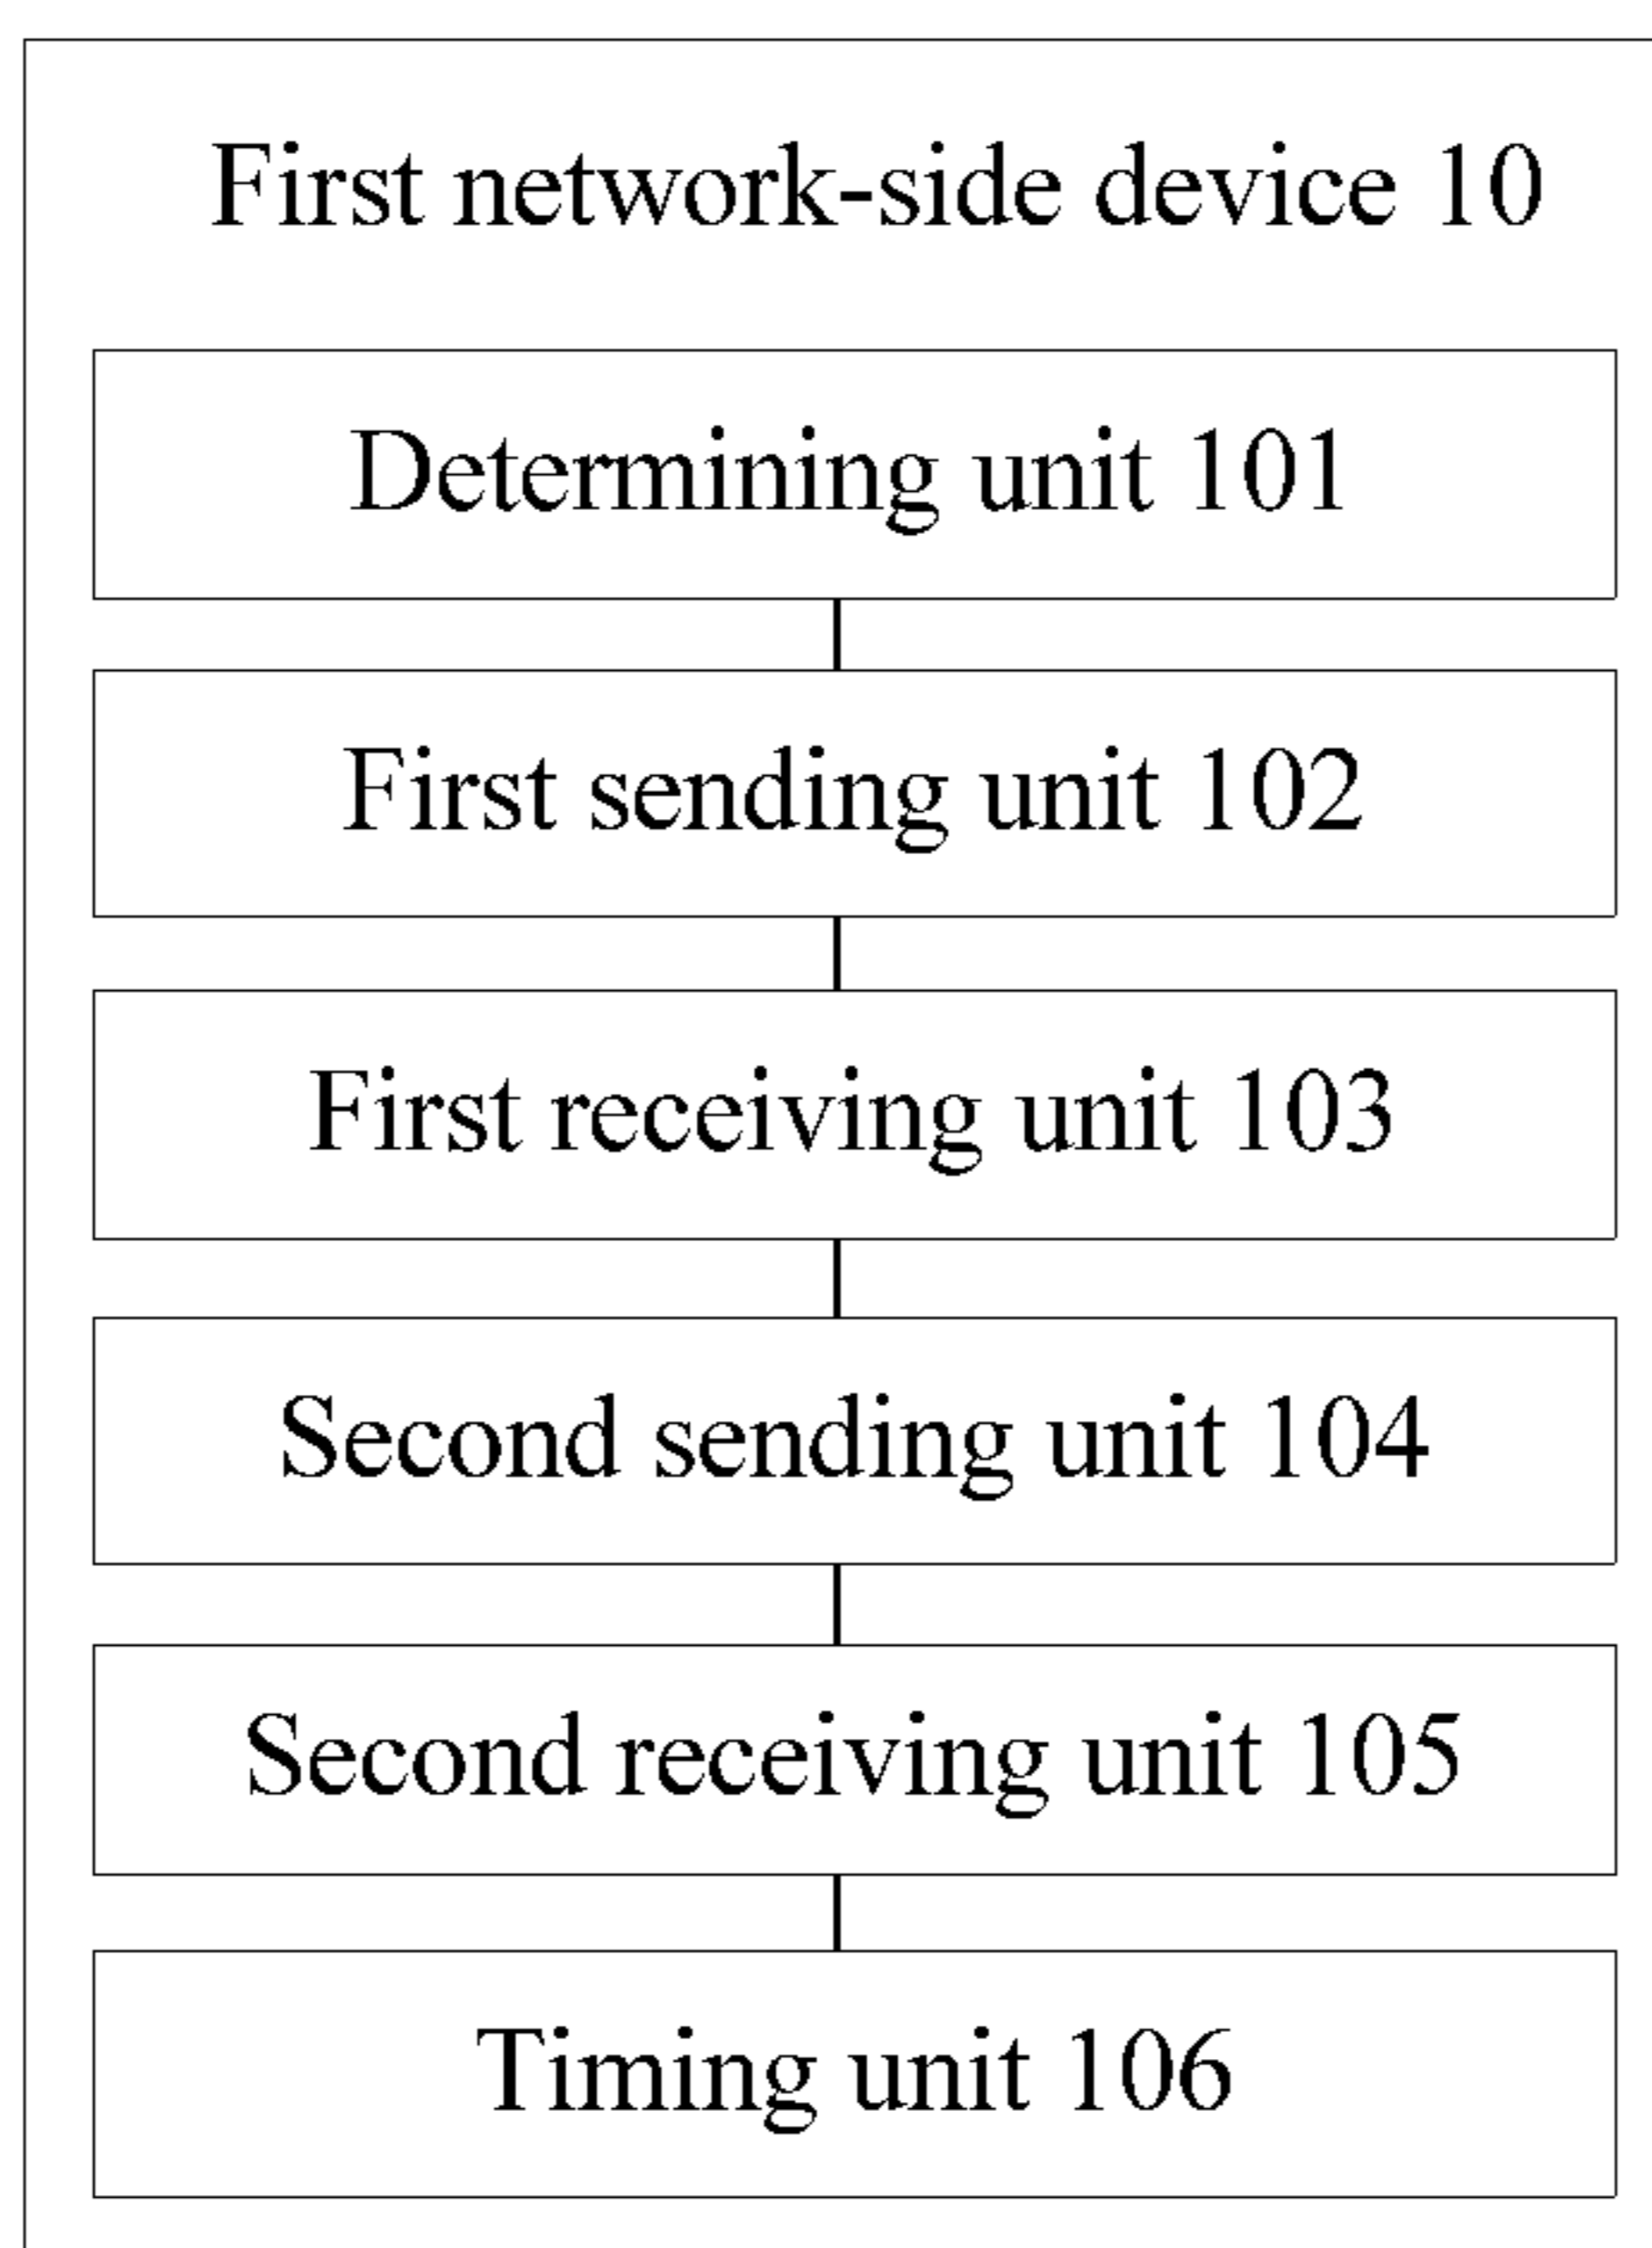 First network-side device 10
Determining unit 101
First sending unit 102
First receiving unit 103
Second sending unit 104
Second receiving unit 105
Timing unit 106